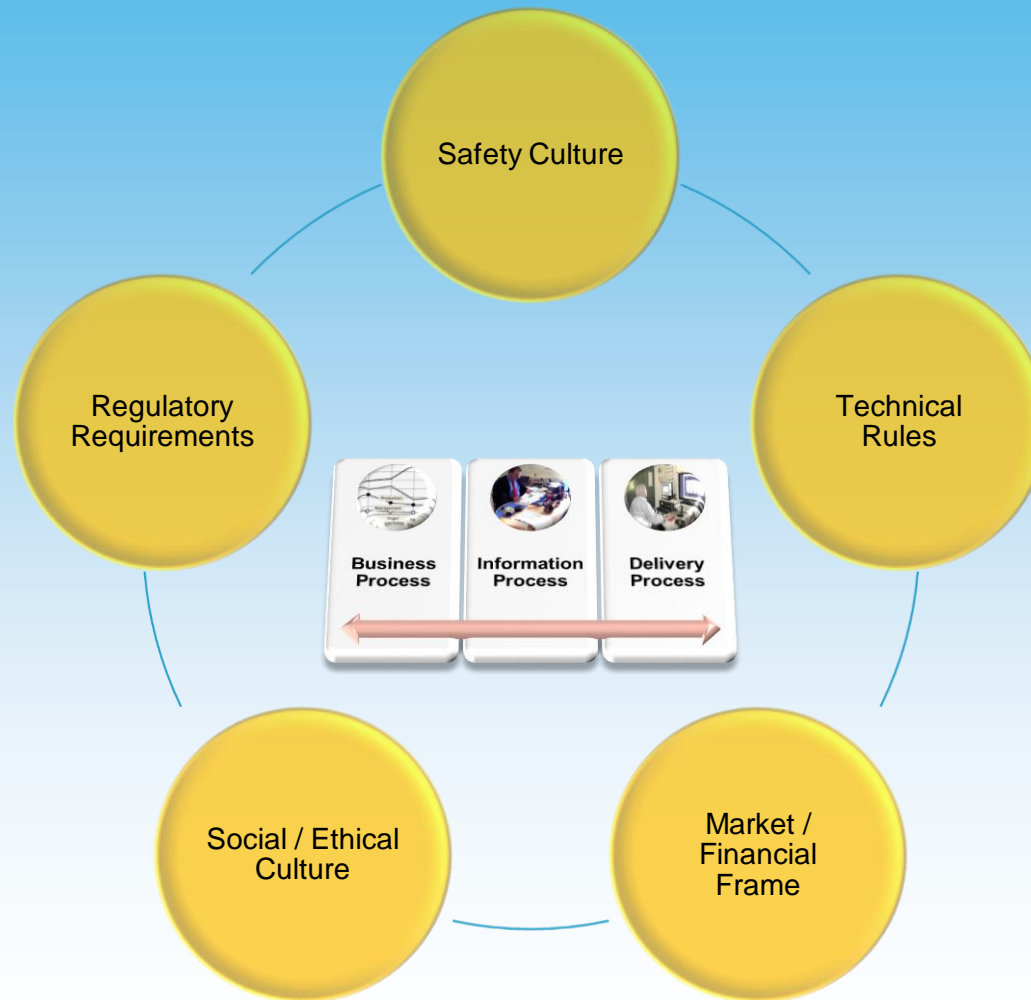 Safety Culture
Regulatory
Requirements
Technical
Rules
Business
Process
Information
Process
Delivery
Process
Social / Ethical
Culture
Market /
Financial
Frame